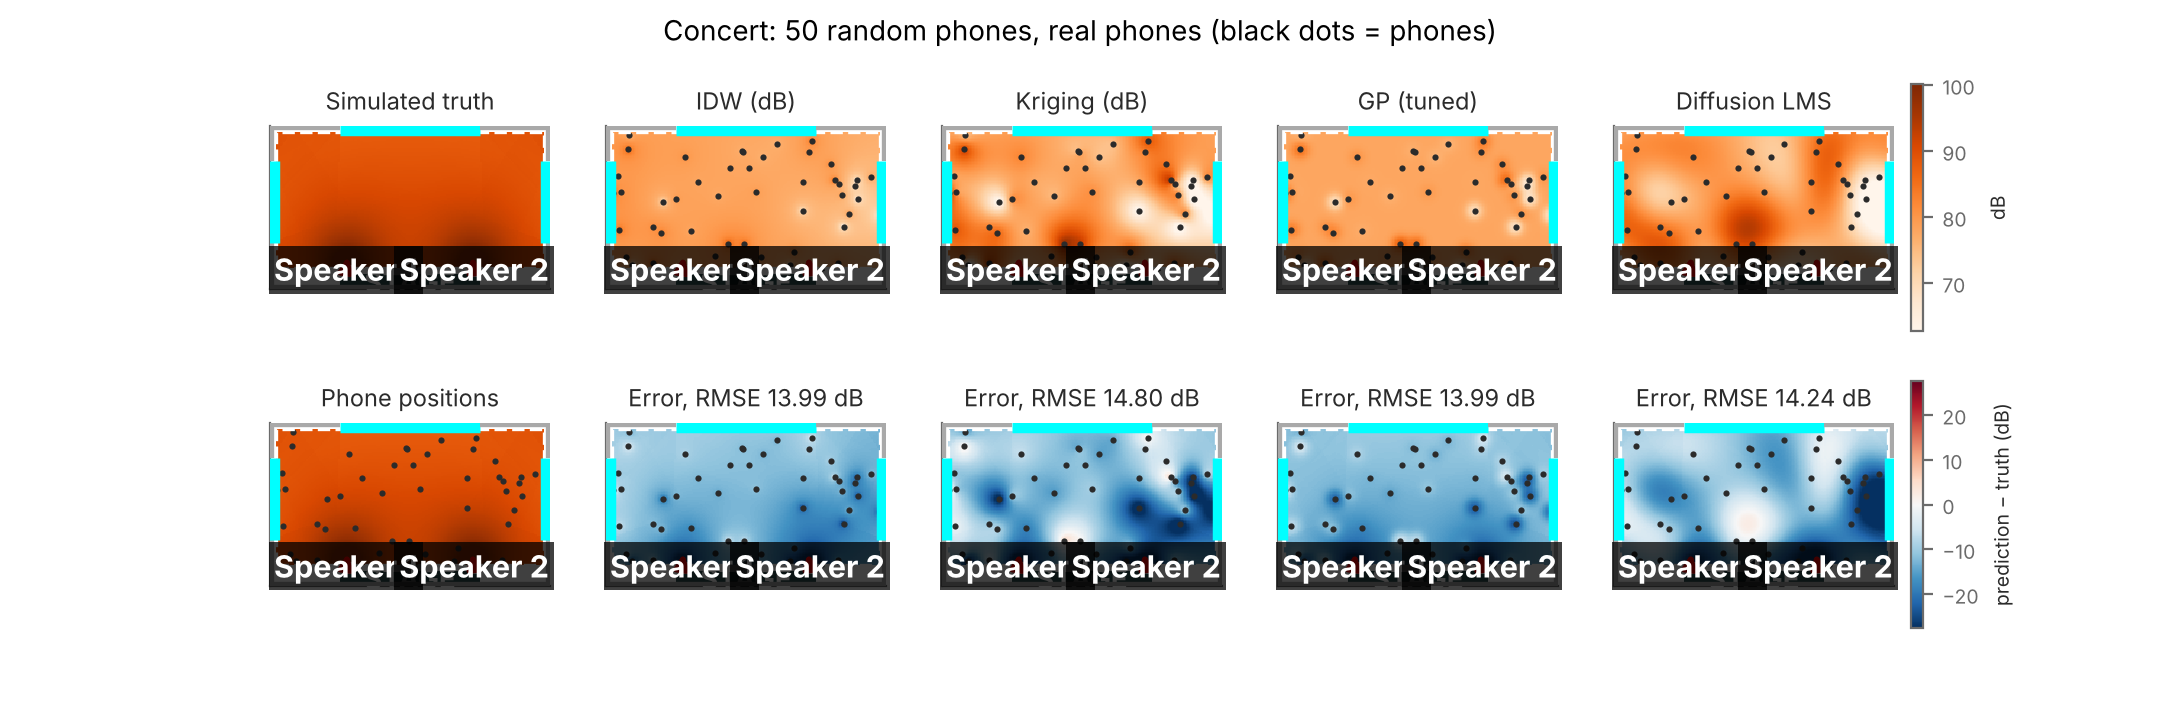 Concert: 50 random phones, real phones (black dots = phones)
Simulated truth
IDW (dB)
Kriging (dB)
GP (tuned)
Diffusion LMS
100
90
80
70
dB
Speaker Speaker 2
Speaker Speaker 2
Speaker Speaker 2
Speaker Speaker 2
Speaker Speaker 2
Phone positions
Error, RMSE 13.99 dB
Error, RMSE 14.80 dB
Error, RMSE 13.99 dB
Error, RMSE 14.24 dB
20
10
0
−10
−20
prediction − truth (dB)
Speaker Speaker 2
Speaker Speaker 2
Speaker Speaker 2
Speaker Speaker 2
Speaker Speaker 2